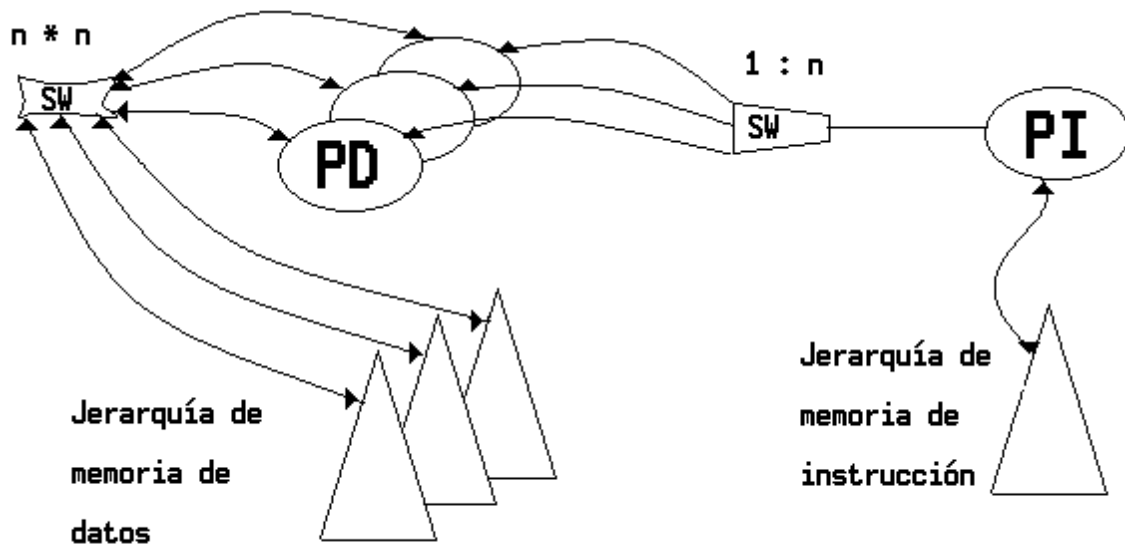 n * n
SW
PD
1 : n
SW
PI
Jerarquía de
memoria de
datos
Jerarquía de
memoria de
instrucción